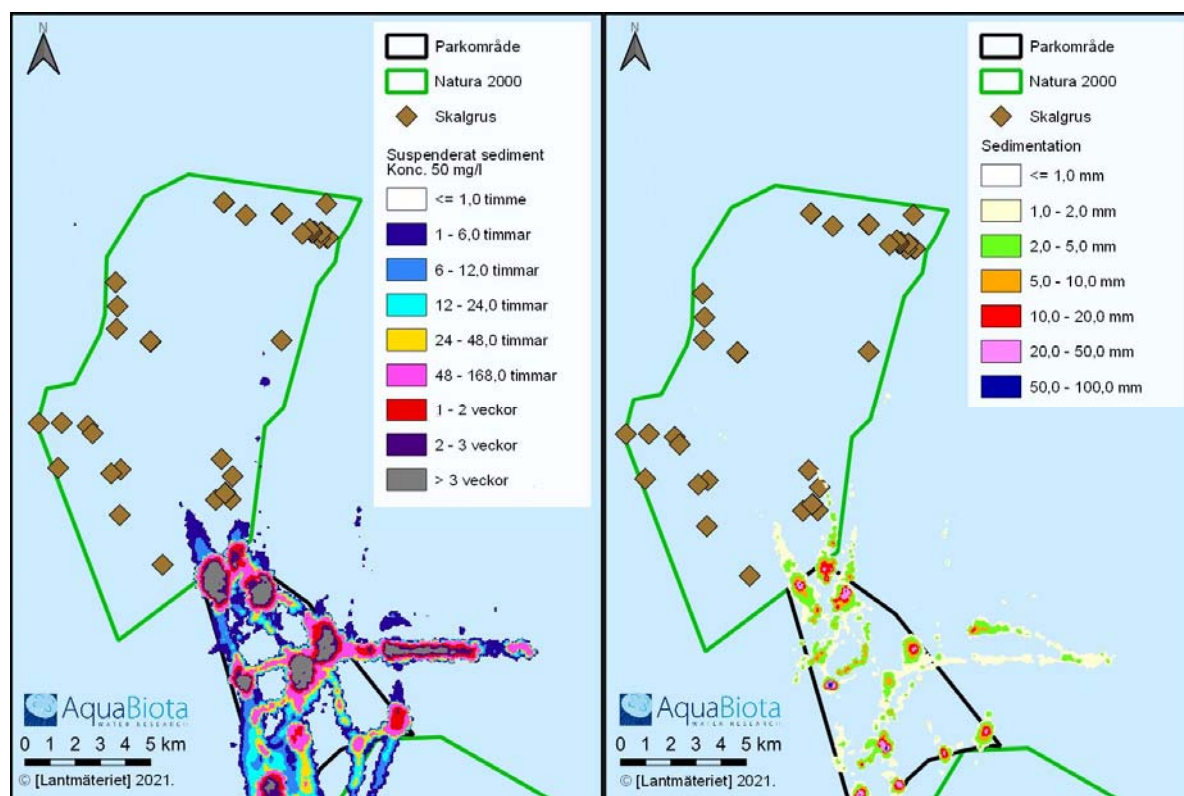 N
Parkområde
Natura 2000
Skalgrus
Suspenderat sediment
Konc. 50 mg/l
<= 1,0 timme
1 - 6,0 timmar
6 - 12,0 timmar
12 - 24,0 timmar
24 - 48,0 timmar
48 - 168,0 timmar
1 - 2 veckor
2 - 3 veckor
> 3 veckor
AquaBiota
WATER RESEARCH
0 1 2 3 4 5 km
© [Lantmäteriet] 2021.
N
Parkområde
Natura 2000
Skalgrus
Sedimentation
<= 1,0 mm
1,0 - 2,0 mm
2,0 - 5,0 mm
5,0 - 10,0 mm
10,0 - 20,0 mm
20,0 - 50,0 mm
50,0 - 100,0 mm
AquaBiota
WATER RESEARCH
0 1 2 3 4 5 km
© [Lantmäteriet] 2021.